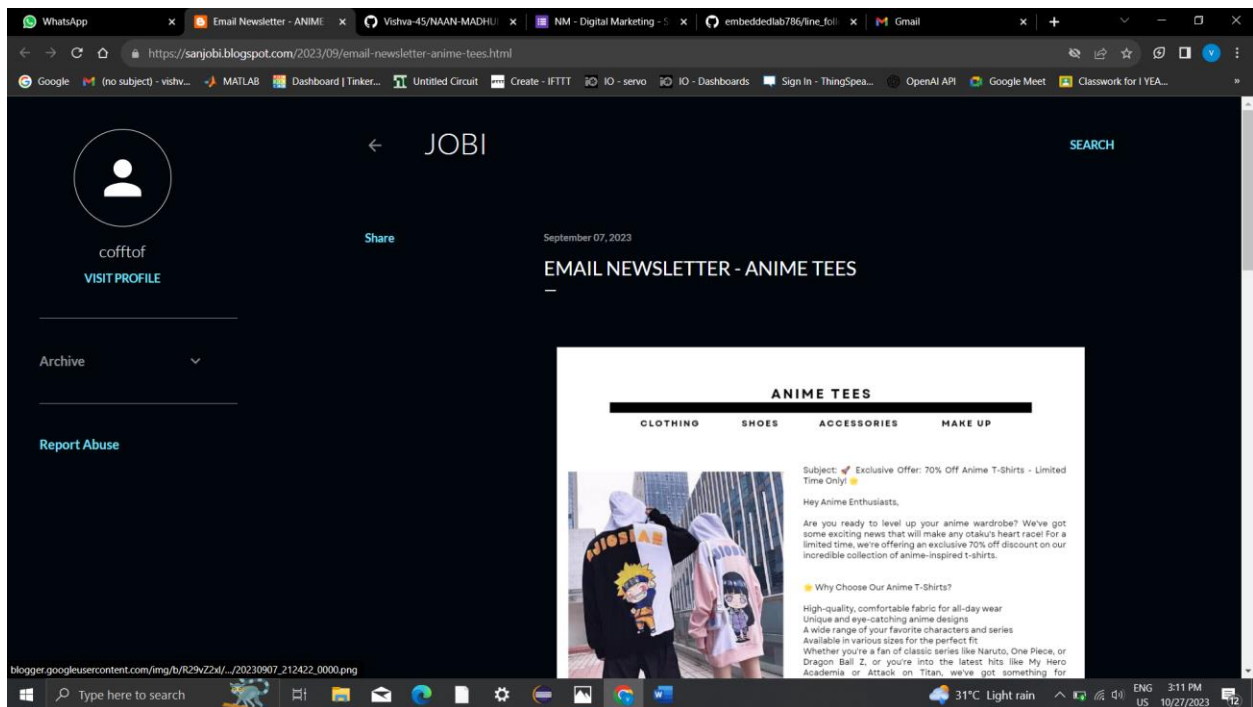 WhatsApp
Email Newsletter - ANIME
Vishva-45/NAAN-MADHU
NM - Digital Marketing - S
embeddedlab786/line_foll
Gmail
https://sanjobi.blogspot.com/2023/09/email-newsletter-anime-tees.html
V
Google
(no subject) - vishv...
MATLAB
Dashboard | Tinker...
Untitled Circuit
Create - IFTTT
IO - servo
IO - Dashboards
Sign In - ThingSpea...
OpenAI API
Google Meet
Classwork for I YEA...
»
JOBI
SEARCH
cofftof
VISIT PROFILE
Archive
Report Abuse
Share
September 07, 2023
EMAIL NEWSLETTER - ANIME TEES
ANIME TEES
CLOTHING SHOES ACCESSORIES MAKE UP
Subject: 🚀 Exclusive Offer: 70% Off Anime T-Shirts - Limited
Time Only! 🌟
Hey Anime Enthusiasts,
Are you ready to level up your anime wardrobe? We've got
some exciting news that will make any otaku's heart race! For a
limited time, we're offering an exclusive 70% off discount on our
incredible collection of anime-inspired t-shirts.
🌟 Why Choose Our Anime T-Shirts?
High-quality, comfortable fabric for all-day wear
Unique and eye-catching anime designs
A wide range of your favorite characters and series
Available in various sizes for the perfect fit
Whether you're a fan of classic series like Naruto, One Piece, or
Dragon Ball Z, or you're into the latest hits like My Hero
Academia or Attack on Titan, we've got something for
blogger.googleusercontent.com/img/b/R29vZ2xl/.../20230907_212422_0000.png
Type here to search
31°C Light rain
ENG
US
3:11 PM
10/27/2023
12